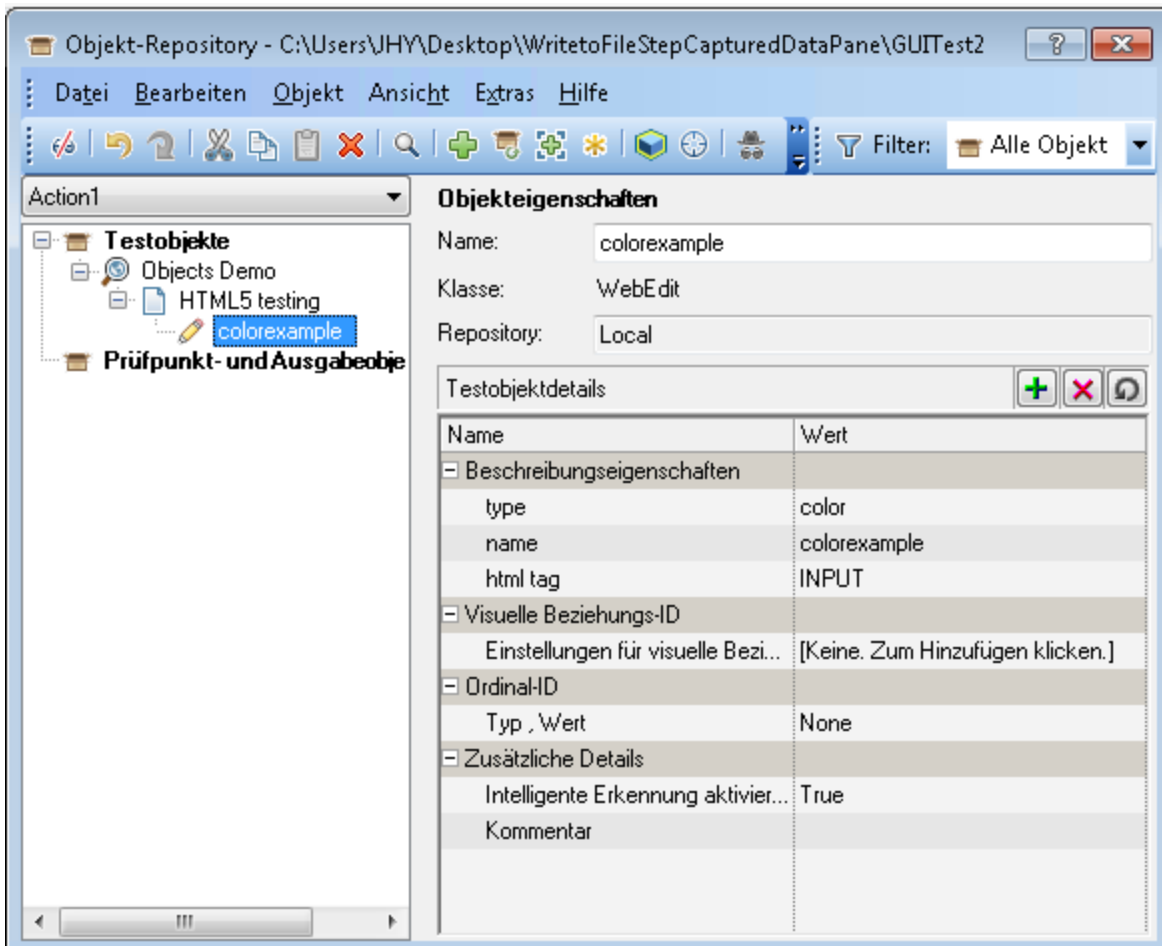 Objekt-Repository - C:\Users\JHY\Desktop\WritetoFileStepCapturedDataPane\GUITest2
Datei Bearbeiten Objekt Ansicht Extras Hilfe
Filter: Alle Objekt
Action1
Testobjekte
Objects Demo
HTML5 testing
colorexample
Prüfpunkt- und Ausgabeobje
Objekteigenschaften
Name: colorexample
Klasse: WebEdit
Repository: Local
Testobjektdetails
Name Wert
Beschreibungseigenschaften
type color
name colorexample
html tag INPUT
Visuelle Beziehungs-ID
Einstellungen für visuelle Bezi... [Keine. Zum Hinzufügen klicken.]
Ordinal-ID
Typ , Wert None
Zusätzliche Details
Intelligente Erkennung aktivier... True
Kommentar